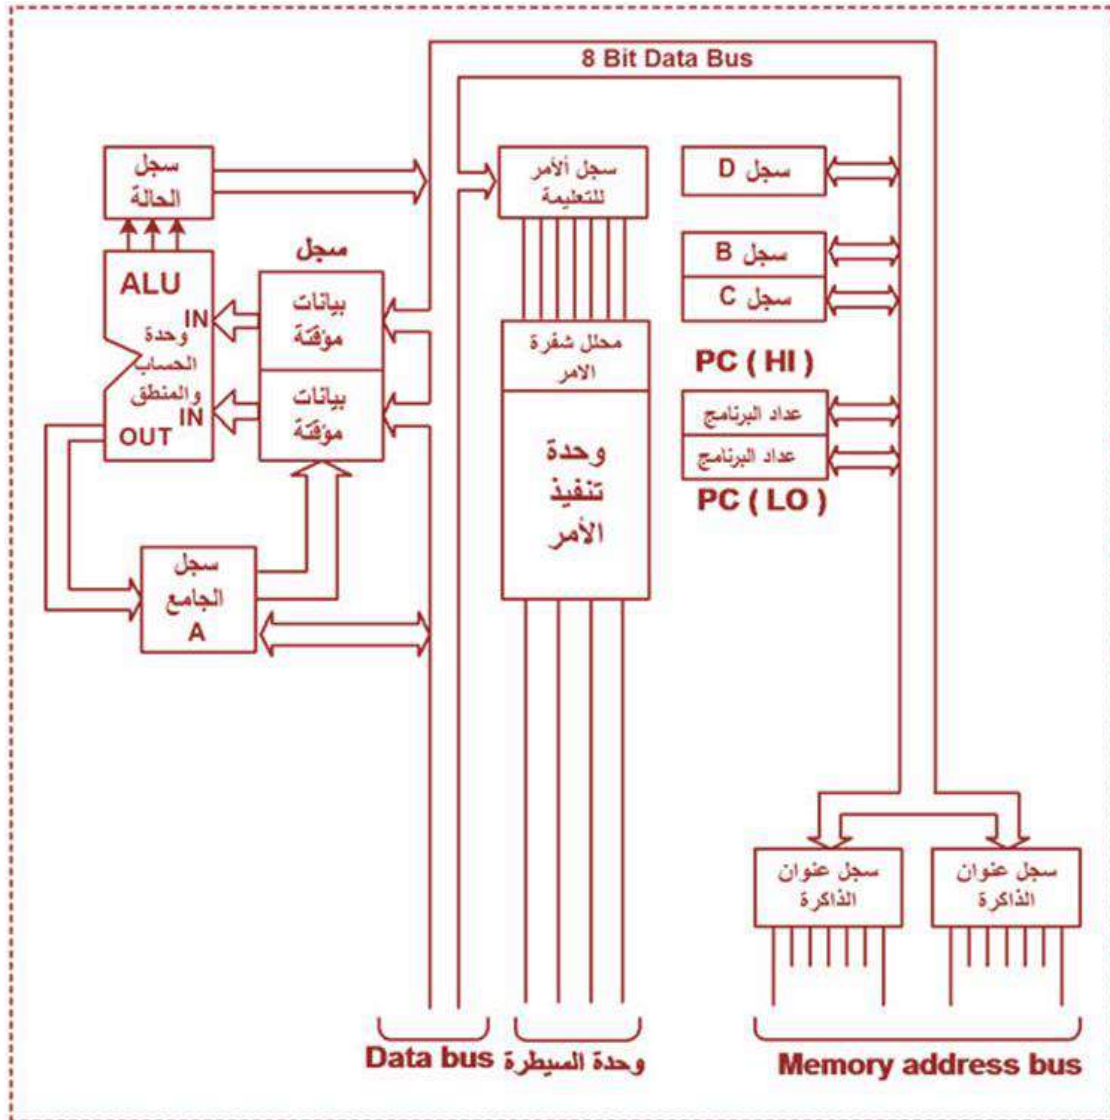 8 Bit Data Bus
سجل
الحالة
سجل ألأمر
للتعليمة
سجل D
سجل B
سجل C
سجل
ALU
IN
وحدة
الحساب
والمنطق
IN
OUT
بيانات
مؤقتة
بيانات
مؤقتة
محلل شفرة
الامر
وحدة
تنفيذ
الأمر
PC ( HI )
عداد البرنامج
عداد البرنامج
PC ( LO )
سجل
الجامع
A
سجل عنوان
الذاكرة
سجل عنوان
الذاكرة
Data bus
وحدة السيطرة
Memory address bus